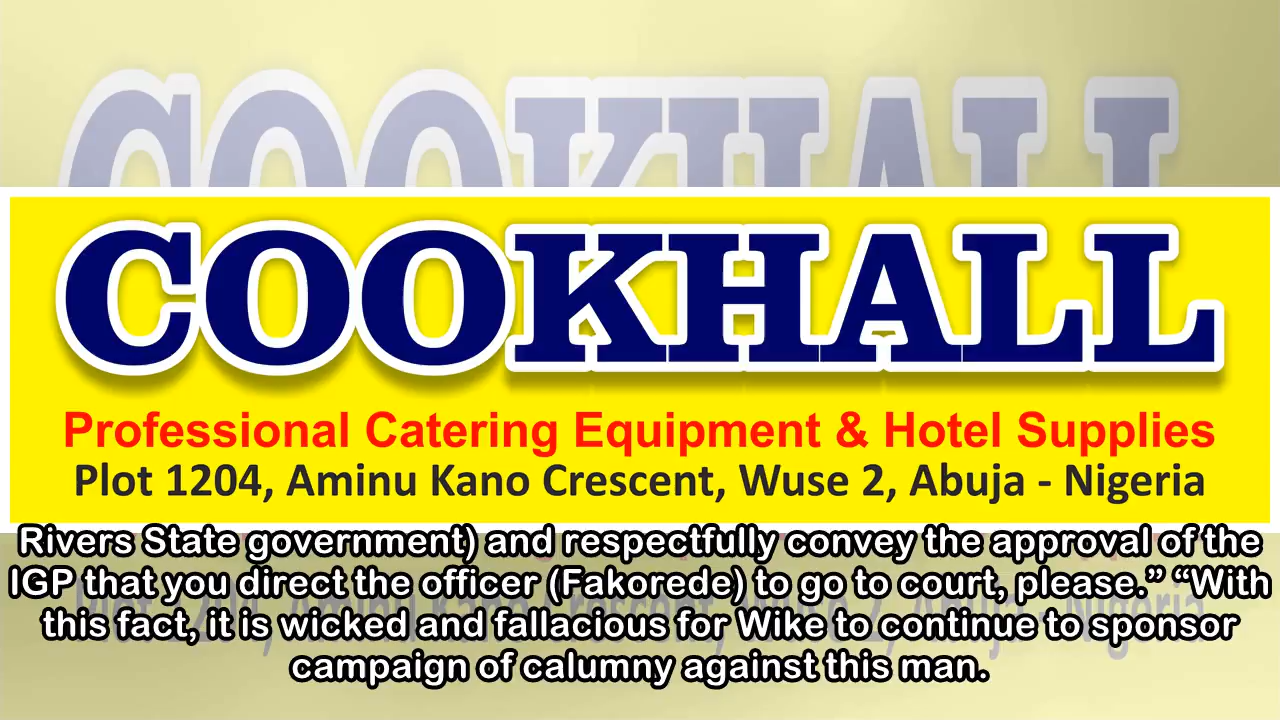 COOKHALL
COOKHALL
Professional Catering Equipment & Hotel Supplies
Plot 1204, Aminu Kano Crescent, Wuse 2, Abuja - Nigeria
Rivers State government) and respectfully convey the approval of the
IGP that you direct the officer (Fakorede) to go to court, please.” “With
this fact, it is wicked and fallacious for Wike to continue to sponsor
campaign of calumny against this man.